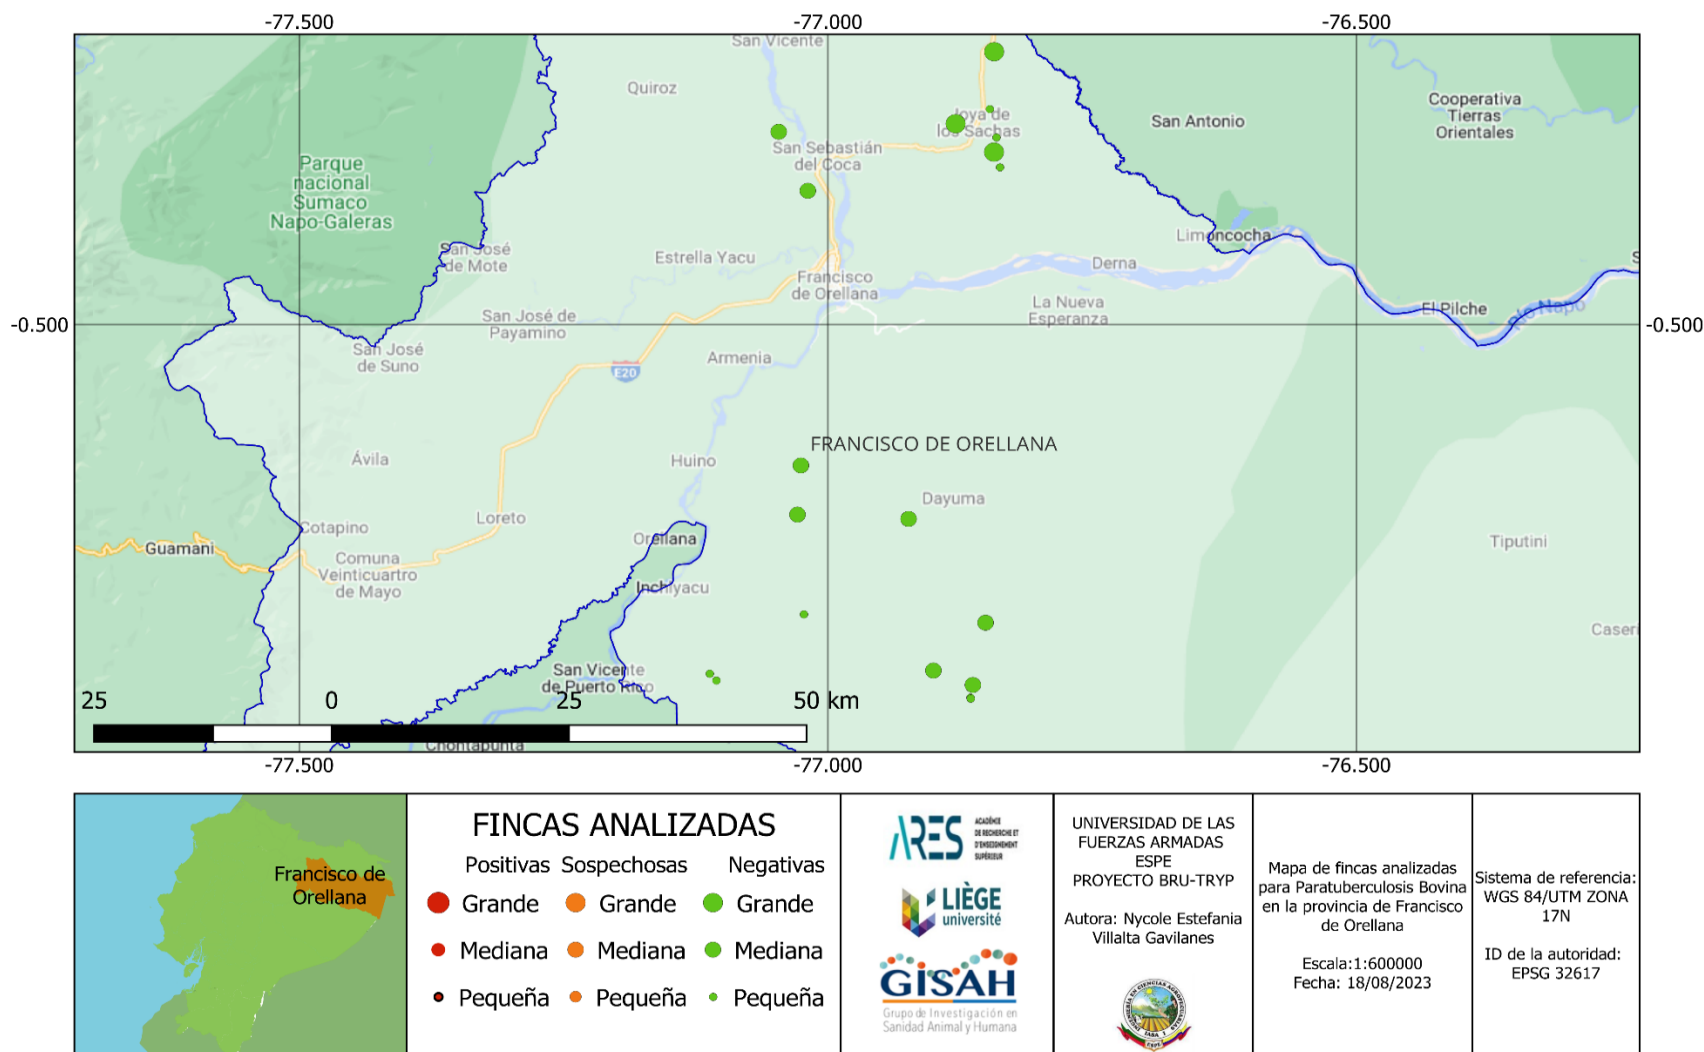 -77.500
-77.000
-76.500
San Vicente
Quiroz
Cooperativa
Tierras
Orientales
Joya de
los Sachas
San Antonio
San Sebastián
del Coca
Parque
nacional
Sumaco
Napo-Galeras
Limoncocha
San José
de Mote
Estrella Yacu
Derna
S
Francisco
de Orellana
La Nueva
Esperanza
El Pilche
Río Napo
-0.500
-0.500
San José de
Payamino
San José
de Suno
Armenia
E20
FRANCISCO DE ORELLANA
Ávila
Huino
Dayuma
Loreto
Cotapino
Guamani
Orellana
Tiputini
Comuna
Veinticuatro
de Mayo
Inchiyacu
Caseri
San Vicente
de Puerto Rico
25
0
25
50 km
Chontapunta
-77.500
-77.000
-76.500
Francisco de
Orellana
FINCAS ANALIZADAS
Positivas Sospechosas Negativas
Grande Grande Grande
Mediana Mediana Mediana
Pequeña Pequeña Pequeña
ARES
ACADÉMIE
DE RECHERCHE ET
D'ENSEIGNEMENT
SUPÉRIEUR
LIÈGE
université
GISAH
Grupo de Investigación en
Sanidad Animal y Humana
UNIVERSIDAD DE LAS
FUERZAS ARMADAS
ESPE
PROYECTO BRU-TRYP
Autora: Nycole Estefania
Villalta Gavilanes
Mapa de fincas analizadas
para Paratuberculosis Bovina
en la provincia de Francisco
de Orellana
Escala:1:600000
Fecha: 18/08/2023
Sistema de referencia:
WGS 84/UTM ZONA
17N
ID de la autoridad:
EPSG 32617